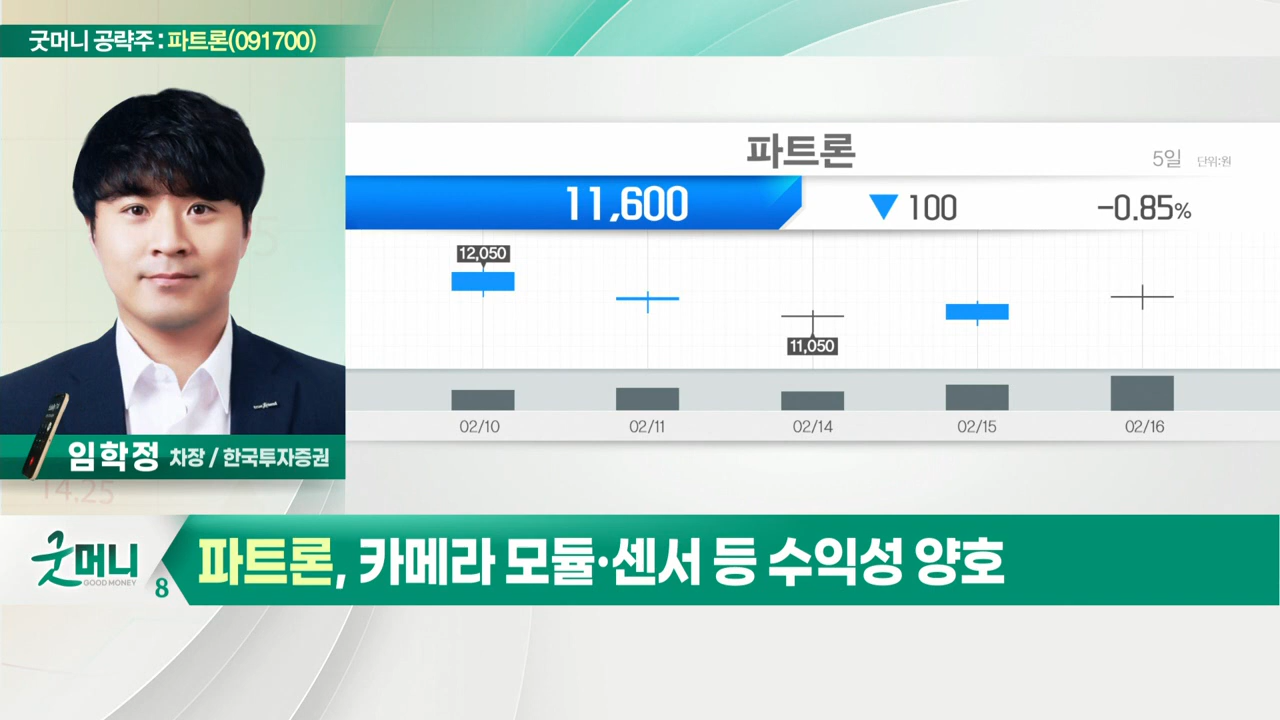 굿머니 공략주 : 파트론(091700)
파트론
5일 단위:원
11,600 ▼ 100 -0.85%
12,050
11,050
02/10 02/11 02/14 02/15 02/16
임학정 차장 / 한국투자증권
14.25
굿머니 GOOD MONEY 8
파트론, 카메라 모듈·센서 등 수익성 양호